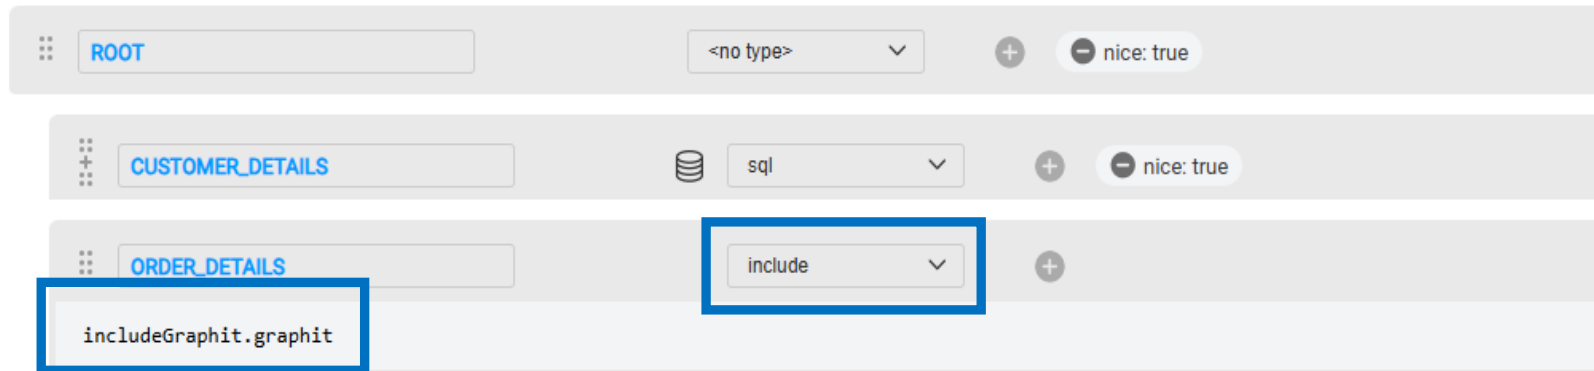 ROOT <no type> nice: true
CUSTOMER_DETAILS sql nice: true
ORDER_DETAILS include
includeGraphit.graphit